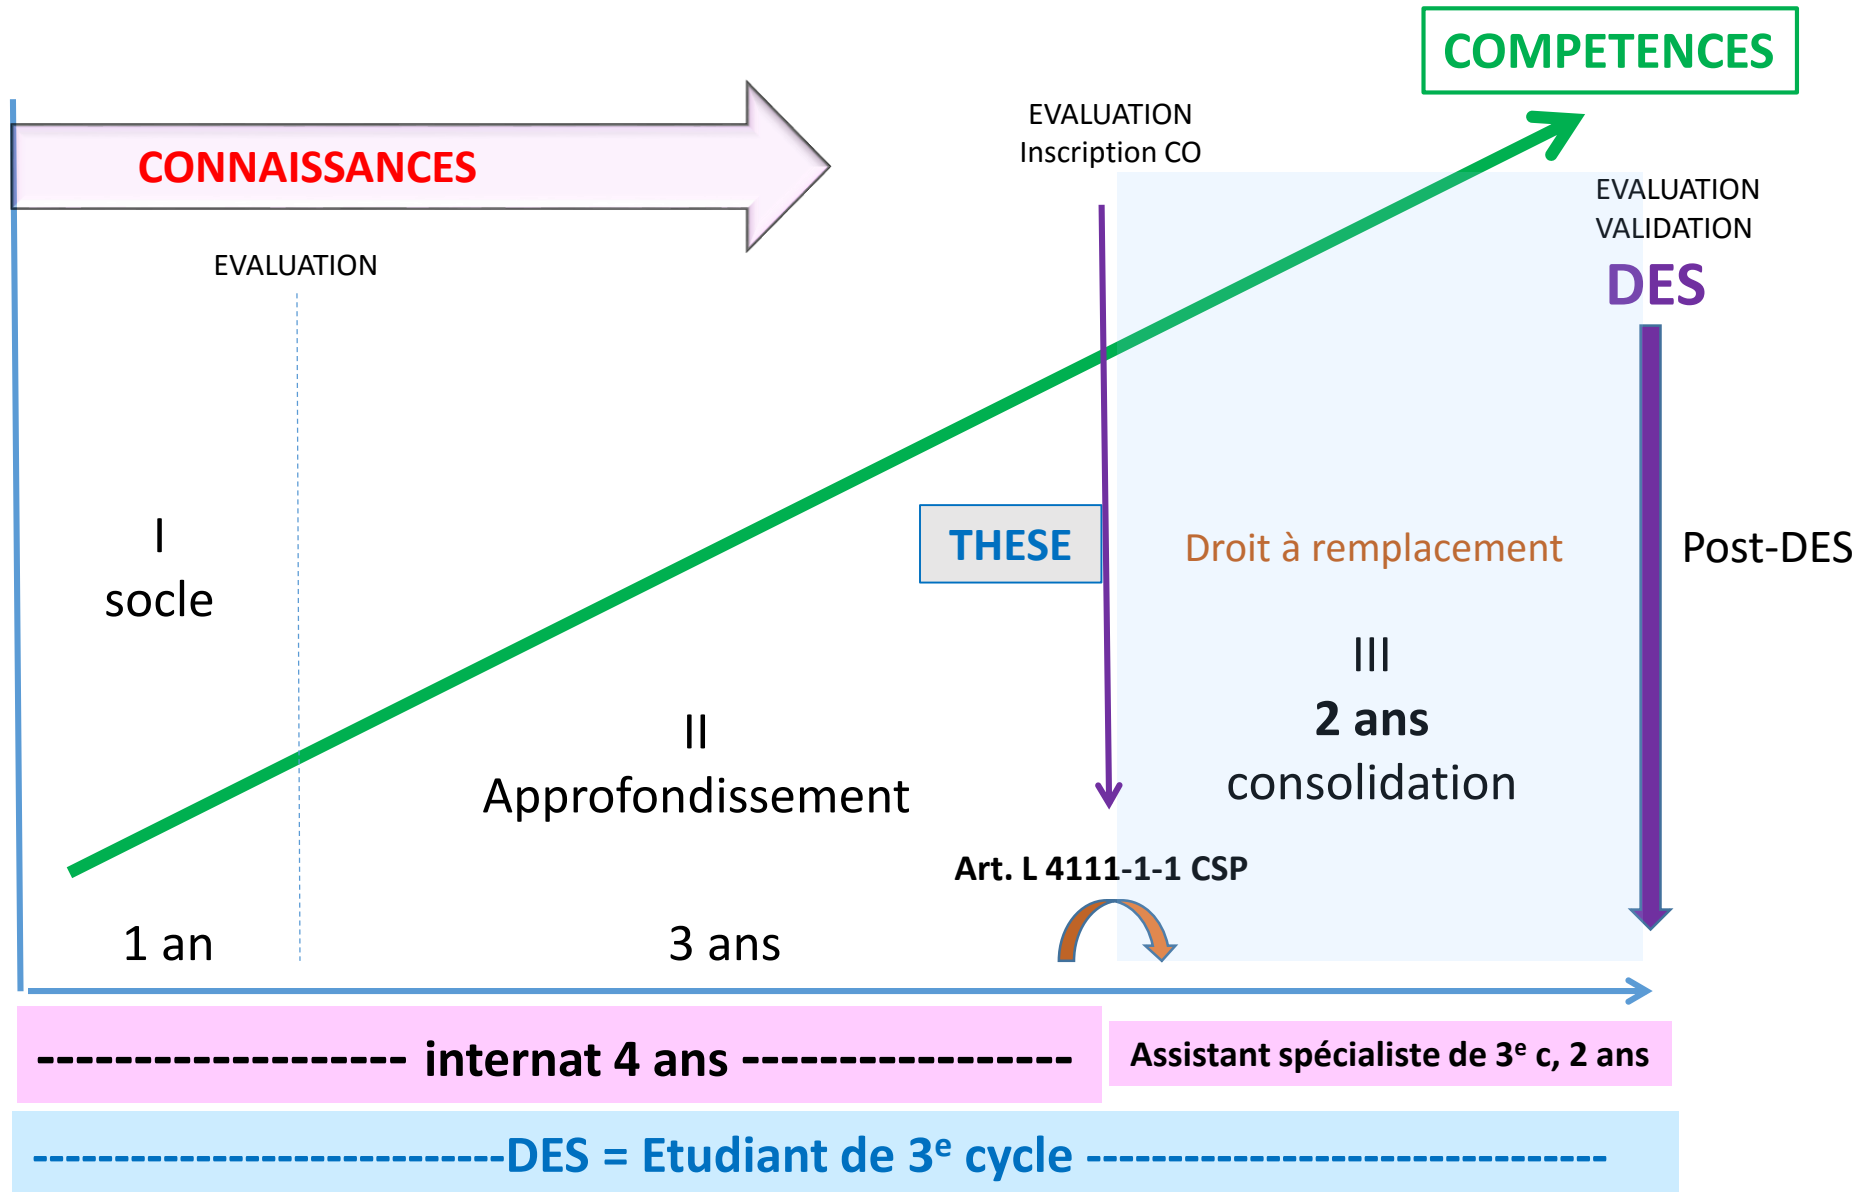 COMPETENCES
EVALUATION
Inscription CO
CONNAISSANCES
EVALUATION
VALIDATION
DES
EVALUATION
I
socle
THESE
Droit à remplacement
Post-DES
III
2 ans
consolidation
II
Approfondissement
Art. L 4111-1-1 CSP
1 an
3 ans
------------------- internat 4 ans -----------------
Assistant spécialiste de 3e c, 2 ans
-----------------------------DES = Etudiant de 3e cycle --------------------------------